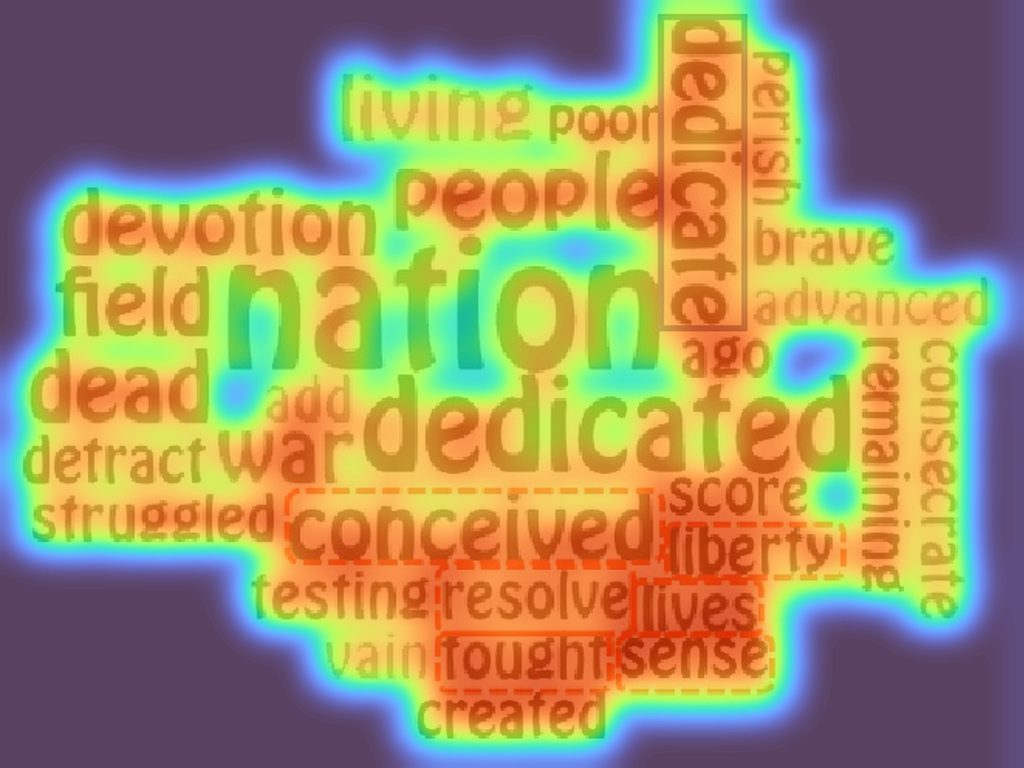 dedicate
perish
living
poor
people
devotion
brave
nation
field
advanced
ago
dead
add
dedicated
remaining
consecrate
detract
war
struggled
score
conceived
liberty
testing
resolve
lives
vain
fought
sense
created